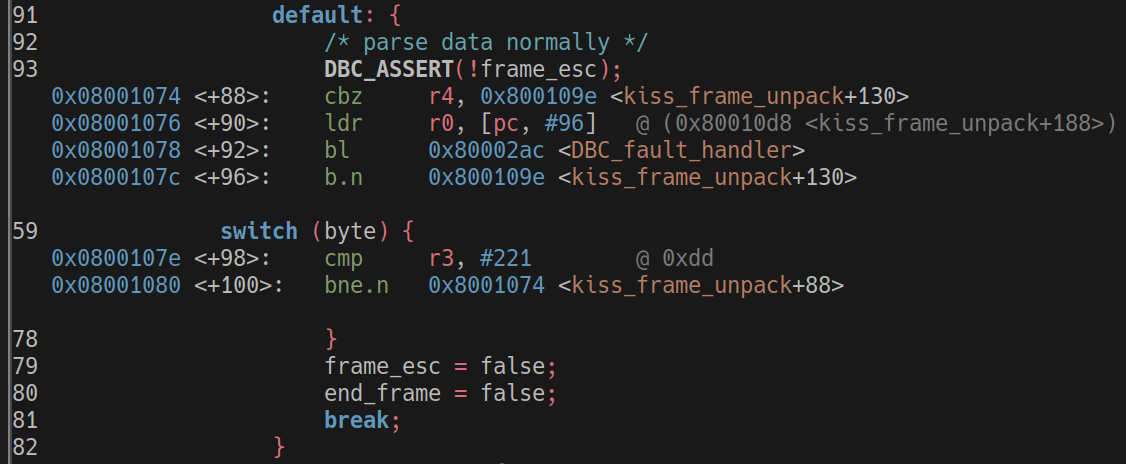 91 default: {
92 /* parse data normally */
93 DBC_ASSERT(!frame_esc);
0x08001074 <+88>: cbz r4, 0x800109e <kiss_frame_unpack+130>
0x08001076 <+90>: ldr r0, [pc, #96] @ (0x80010d8 <kiss_frame_unpack+188>)
0x08001078 <+92>: bl 0x80002ac <DBC_fault_handler>
0x0800107c <+96>: b.n 0x800109e <kiss_frame_unpack+130>
59 switch (byte) {
0x0800107e <+98>: cmp r3, #221 @ 0xdd
0x08001080 <+100>: bne.n 0x8001074 <kiss_frame_unpack+88>
78 }
79 frame_esc = false;
80 end_frame = false;
81 break;
82 }